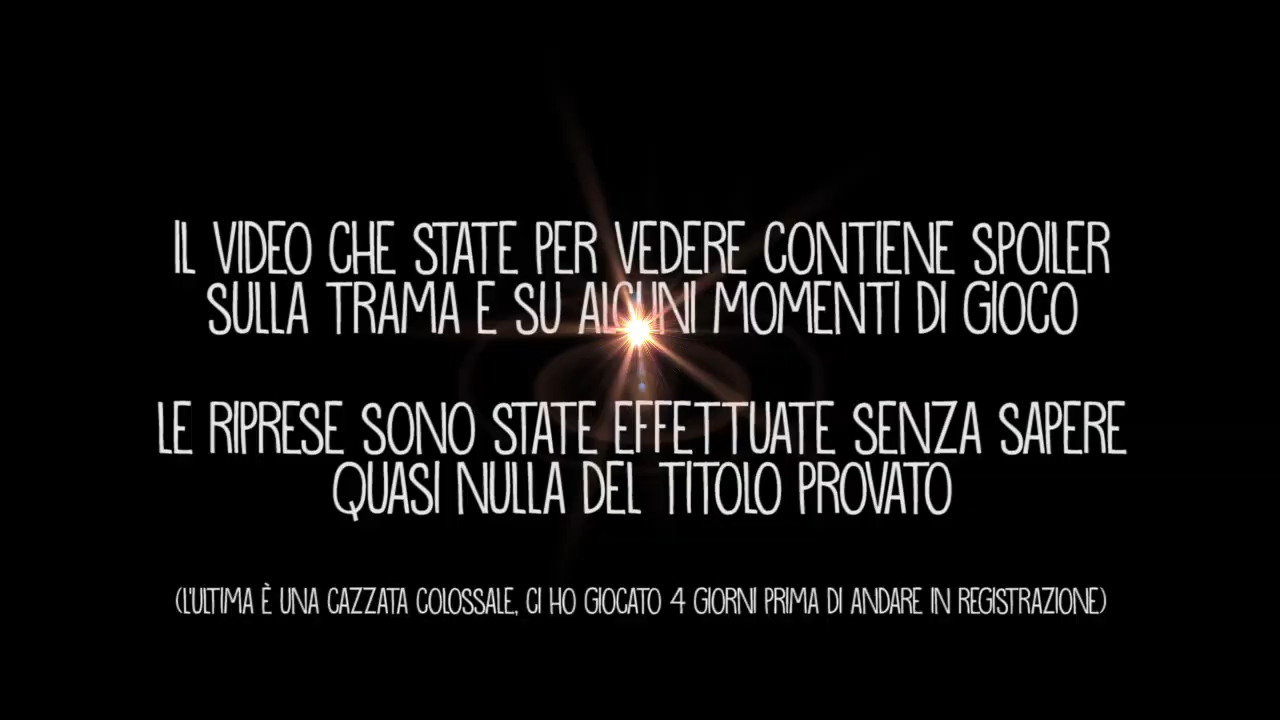 IL VIDEO CHE STATE PER VEDERE CONTIENE SPOILER
SULLA TRAMA E SU ALCUNI MOMENTI DI GIOCO
LE RIPRESE SONO STATE EFFETTUATE SENZA SAPERE
QUASI NULLA DEL TITOLO PROVATO
(L'ULTIMA È UNA CAZZATA COLOSSALE, CI HO GIOCATO 4 GIORNI PRIMA DI ANDARE IN REGISTRAZIONE)